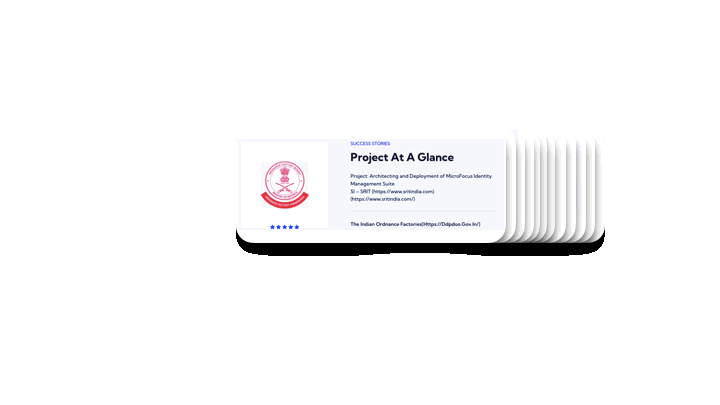 SUCCESS STORIES
Project At A Glance
Project: Architecting and Deployment of MicroFocus Identity
Management Suite
SI – SRIT (https://www.sritindia.com)
(https://www.sritindia.com/)
The Indian Ordnance Factories(Https://Ddpdoo.Gov.In/)